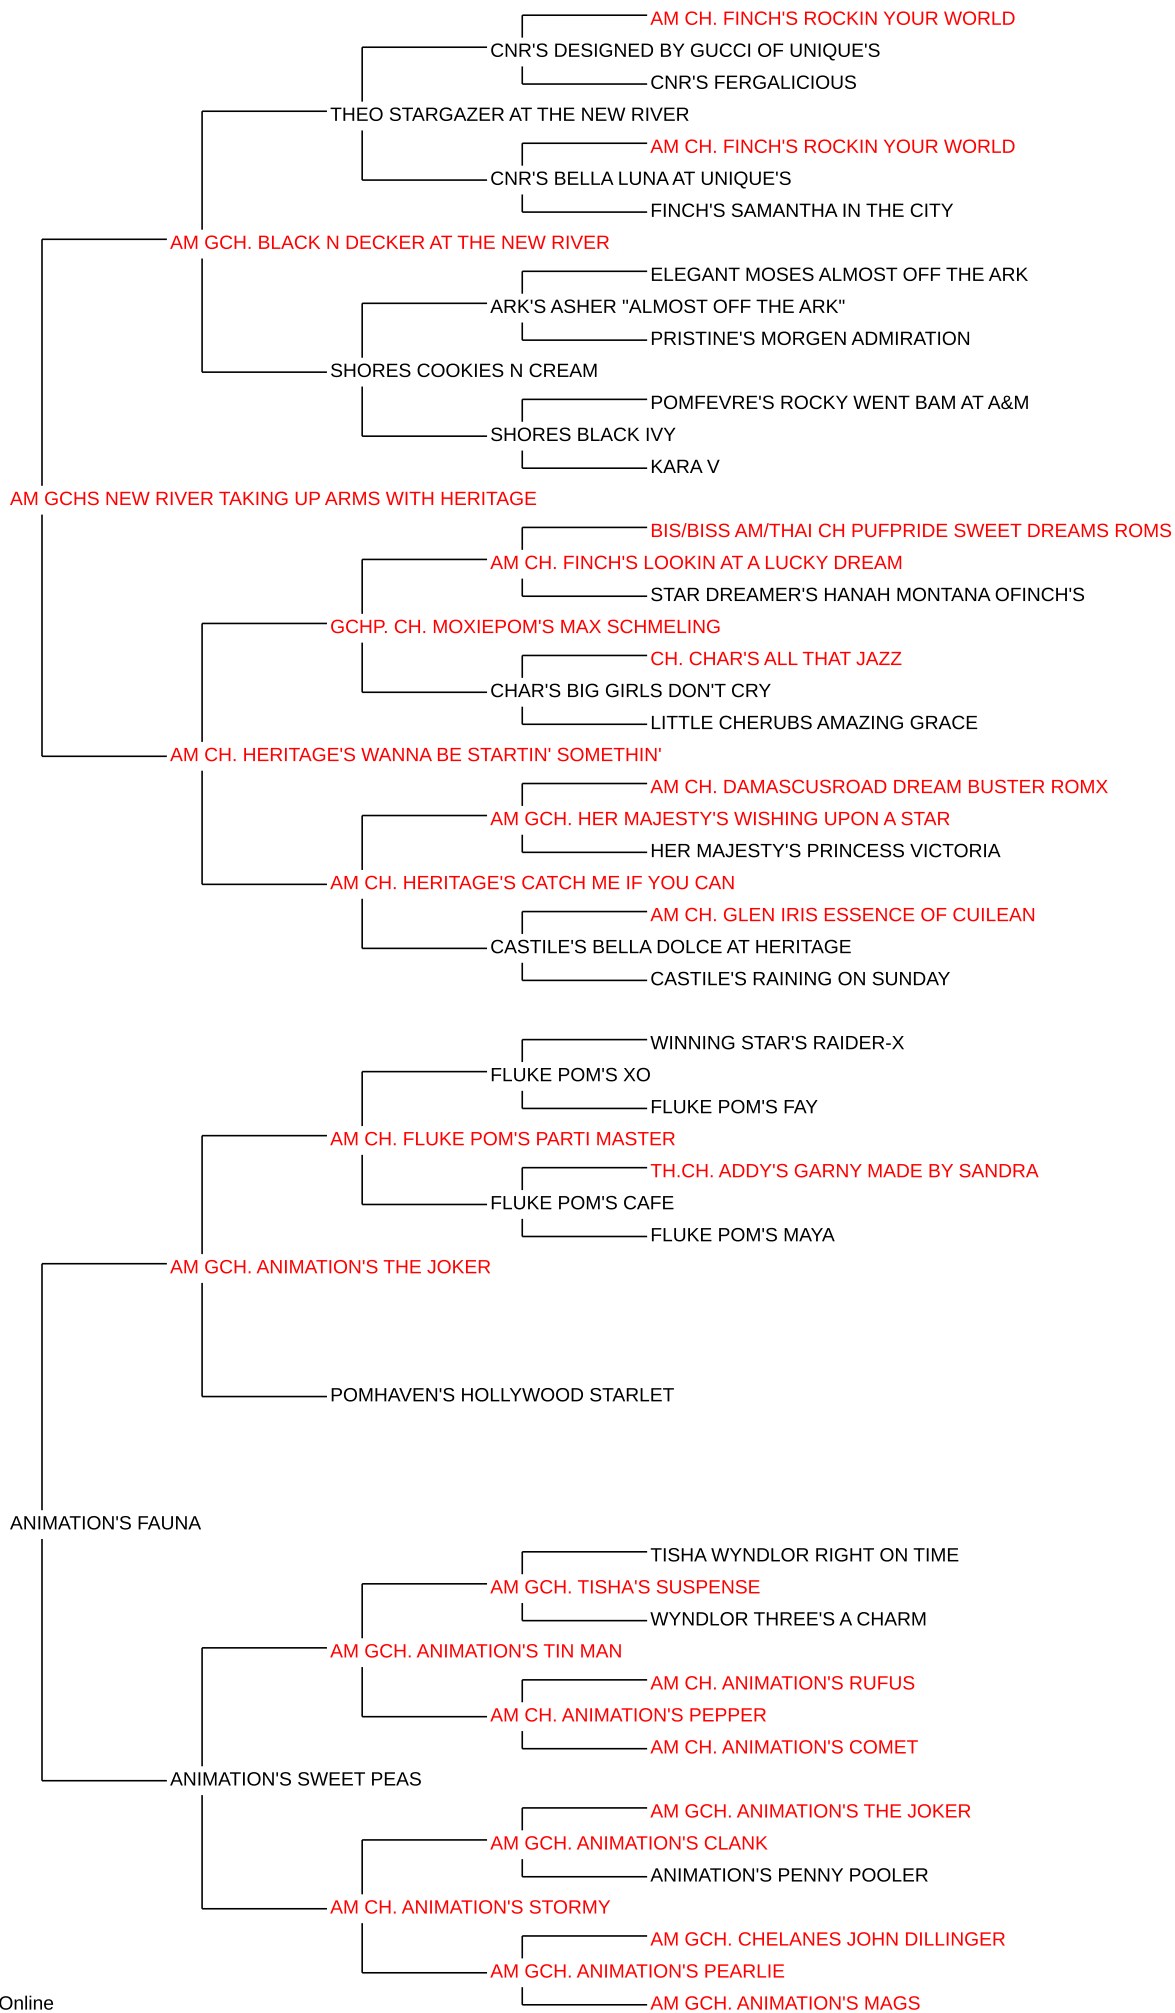 AM CH. FINCH'S ROCKIN YOUR WORLD
CNR'S DESIGNED BY GUCCI OF UNIQUE'S
CNR'S FERGALICIOUS
THEO STARGAZER AT THE NEW RIVER
AM CH. FINCH'S ROCKIN YOUR WORLD
CNR'S BELLA LUNA AT UNIQUE'S
FINCH'S SAMANTHA IN THE CITY
AM GCH. BLACK N DECKER AT THE NEW RIVER
ELEGANT MOSES ALMOST OFF THE ARK
ARK'S ASHER "ALMOST OFF THE ARK"
PRISTINE'S MORGEN ADMIRATION
SHORES COOKIES N CREAM
POMFEVRE'S ROCKY WENT BAM AT A&M
SHORES BLACK IVY
KARA V
AM GCHS NEW RIVER TAKING UP ARMS WITH HERITAGE
BIS/BISS AM/THAI CH PUFPRIDE SWEET DREAMS ROMS
AM CH. FINCH'S LOOKIN AT A LUCKY DREAM
STAR DREAMER'S HANAH MONTANA OFINCH'S
GCHP. CH. MOXIEPOM'S MAX SCHMELING
CH. CHAR'S ALL THAT JAZZ
CHAR'S BIG GIRLS DON'T CRY
LITTLE CHERUBS AMAZING GRACE
AM CH. HERITAGE'S WANNA BE STARTIN' SOMETHIN'
AM CH. DAMASCUSROAD DREAM BUSTER ROMX
AM GCH. HER MAJESTY'S WISHING UPON A STAR
HER MAJESTY'S PRINCESS VICTORIA
AM CH. HERITAGE'S CATCH ME IF YOU CAN
AM CH. GLEN IRIS ESSENCE OF CUILEAN
CASTILE'S BELLA DOLCE AT HERITAGE
CASTILE'S RAINING ON SUNDAY
WINNING STAR'S RAIDER-X
FLUKE POM'S XO
FLUKE POM'S FAY
AM CH. FLUKE POM'S PARTI MASTER
TH.CH. ADDY'S GARNY MADE BY SANDRA
FLUKE POM'S CAFE
FLUKE POM'S MAYA
AM GCH. ANIMATION'S THE JOKER
POMHAVEN'S HOLLYWOOD STARLET
ANIMATION'S FAUNA
TISHA WYNDLOR RIGHT ON TIME
AM GCH. TISHA'S SUSPENSE
WYNDLOR THREE'S A CHARM
AM GCH. ANIMATION'S TIN MAN
AM CH. ANIMATION'S RUFUS
AM CH. ANIMATION'S PEPPER
AM CH. ANIMATION'S COMET
ANIMATION'S SWEET PEAS
AM GCH. ANIMATION'S THE JOKER
AM GCH. ANIMATION'S CLANK
ANIMATION'S PENNY POOLER
AM CH. ANIMATION'S STORMY
AM GCH. CHELANES JOHN DILLINGER
AM GCH. ANIMATION'S PEARLIE
AM GCH. ANIMATION'S MAGS
Online